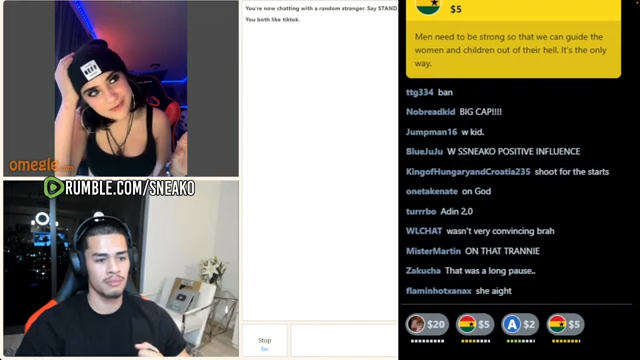 You're now chatting with a random stranger. Say STAND
You both like tiktok.
omegle
RUMBLE.COM/SNEAKO
Stop
Esc
$5
Men need to be strong so that we can guide the
women and children out of their hell. It's the only
way.
ttg334 ban
Nobreadkid BIG CAP!!!!
Jumpman16 w kid.
BlueJuJu W SSNEAKO POSITIVE INFLUENCE
KingofHungaryandCroatia235 shoot for the starts
onetakenate on God
turrrbo Adin 2,0
WLCHAT wasn't very convincing brah
MisterMartin ON THAT TRANNIE
Zakucha That was a long pause..
flaminhotxanax she aight
$20
$5
A $2
$5